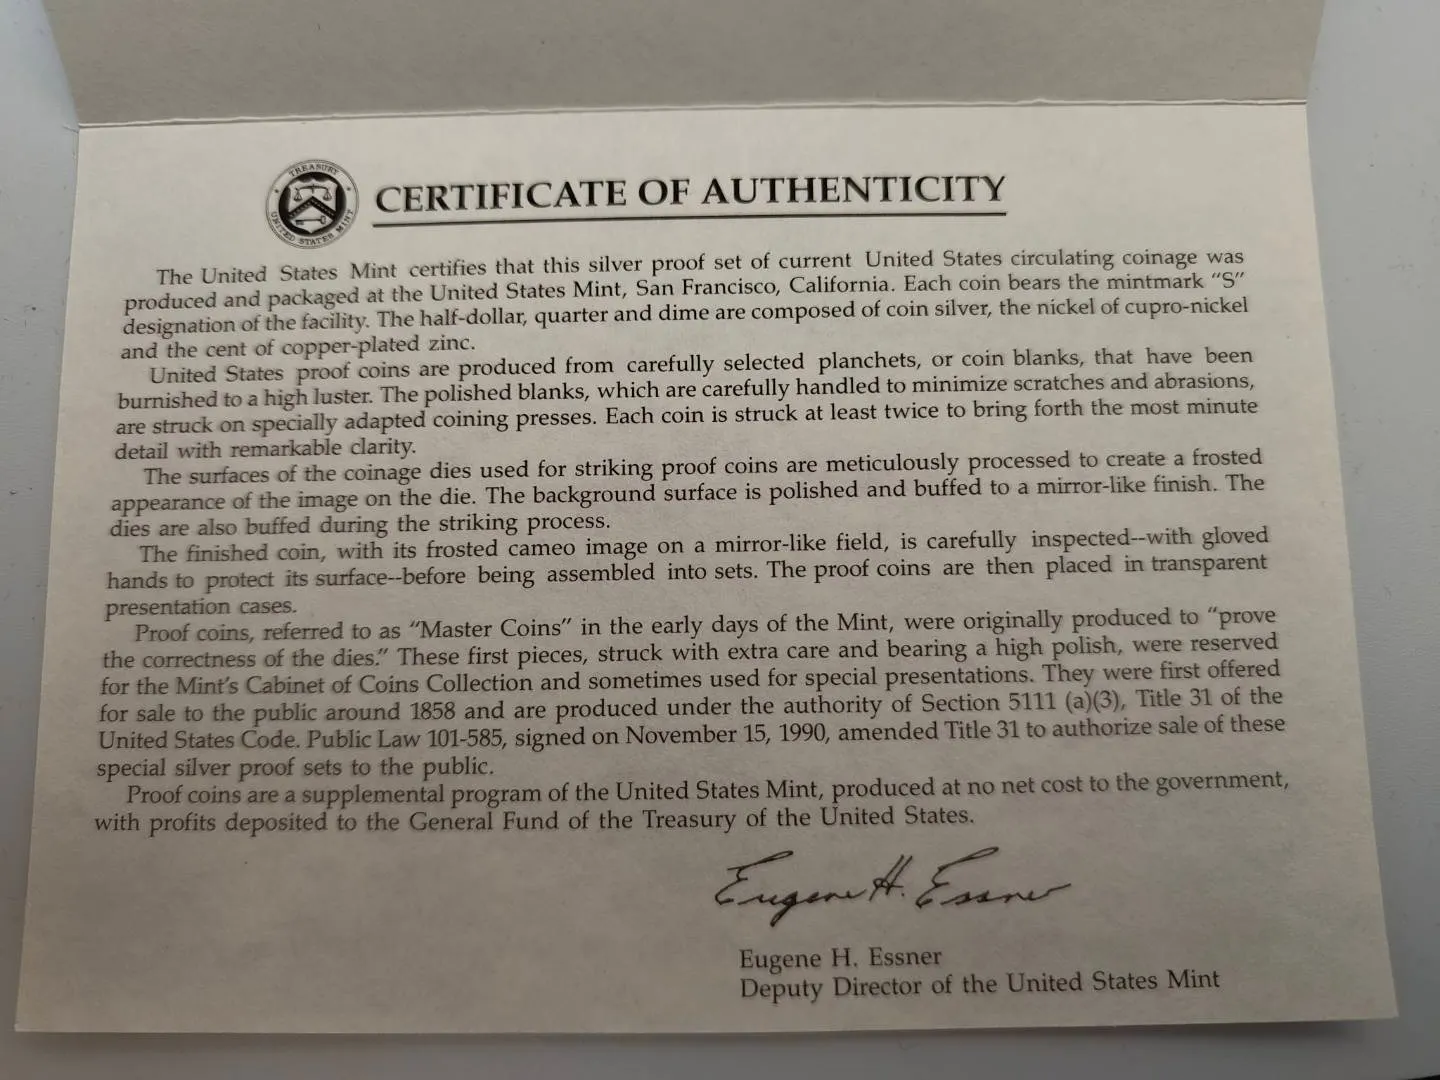 TREASURY
UNITED STATES MINT
CERTIFICATE OF AUTHENTICITY
The United States Mint certifies that this silver proof set of current United States circulating coinage was
produced and packaged at the United States Mint, San Francisco, California. Each coin bears the mintmark “S”
designation of the facility. The half-dollar, quarter and dime are composed of coin silver, the nickel of cupro-nickel
and the cent of copper-plated zinc.
United States proof coins are produced from carefully selected planchets, or coin blanks, that have been
burnished to a high luster. The polished blanks, which are carefully handled to minimize scratches and abrasions,
are struck on specially adapted coining presses. Each coin is struck at least twice to bring forth the most minute
detail with remarkable clarity.
The surfaces of the coinage dies used for striking proof coins are meticulously processed to create a frosted
appearance of the image on the die. The background surface is polished and buffed to a mirror-like finish. The
dies are also buffed during the striking process.
The finished coin, with its frosted cameo image on a mirror-like field, is carefully inspected--with gloved
hands to protect its surface--before being assembled into sets. The proof coins are then placed in transparent
presentation cases.
Proof coins, referred to as “Master Coins” in the early days of the Mint, were originally produced to “prove
the correctness of the dies.” These first pieces, struck with extra care and bearing a high polish, were reserved
for the Mint’s Cabinet of Coins Collection and sometimes used for special presentations. They were first offered
for sale to the public around 1858 and are produced under the authority of Section 5111 (a)(3), Title 31 of the
United States Code. Public Law 101-585, signed on November 15, 1990, amended Title 31 to authorize sale of these
special silver proof sets to the public.
Proof coins are a supplemental program of the United States Mint, produced at no net cost to the government,
with profits deposited to the General Fund of the Treasury of the United States.
Eugene H. Essner
Eugene H. Essner
Deputy Director of the United States Mint